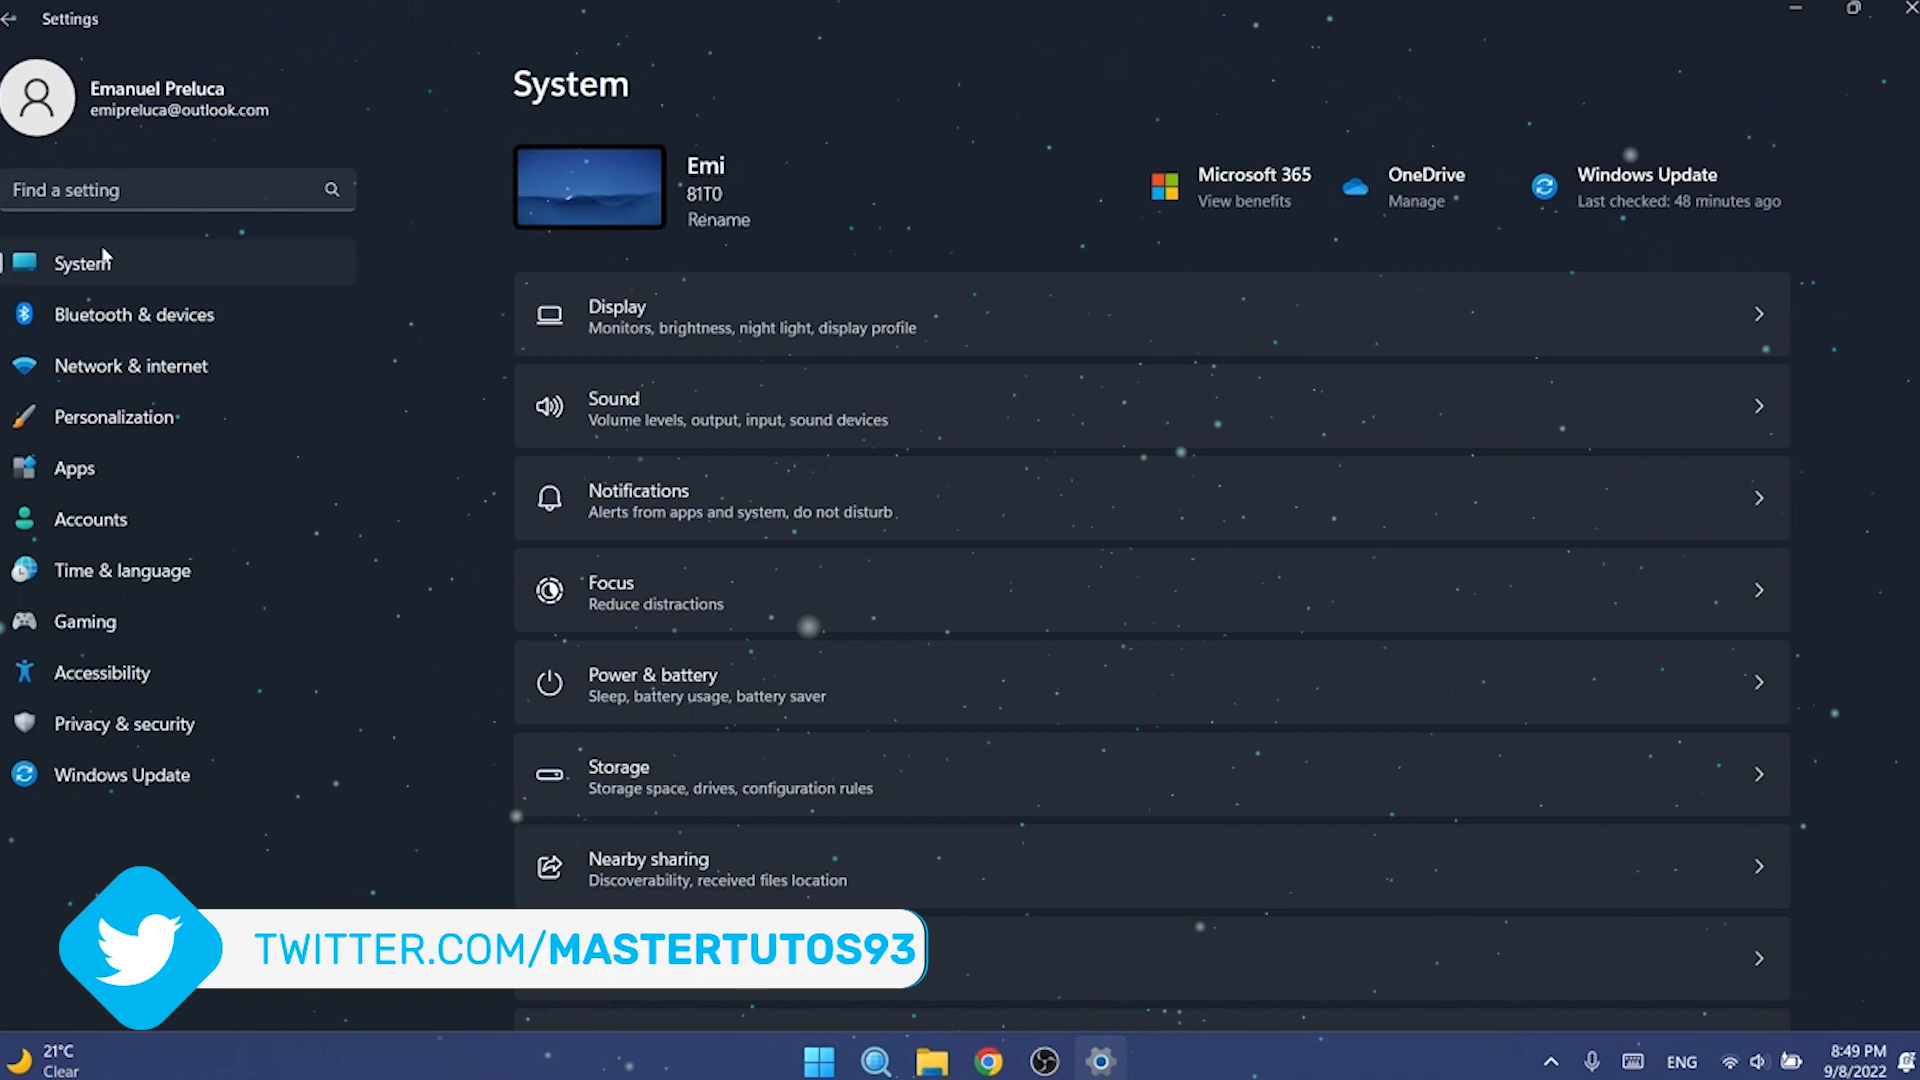 Settings
Emanuel Preluca
emipreluca@outlook.com
Find a setting
System
Bluetooth & devices
Network & internet
Personalization
Apps
Accounts
Time & language
Gaming
Accessibility
Privacy & security
Windows Update
System
Emi
81T0
Rename
Microsoft 365
View benefits
OneDrive
Manage
Windows Update
Last checked: 48 minutes ago
Display
Monitors, brightness, night light, display profile
Sound
Volume levels, output, input, sound devices
Notifications
Alerts from apps and system, do not disturb
Focus
Reduce distractions
Power & battery
Sleep, battery usage, battery saver
Storage
Storage space, drives, configuration rules
Nearby sharing
Discoverability, received files location
TWITTER.COM/MASTERTUTOS93
21°C
Clear
ENG
8:49 PM
9/8/2022